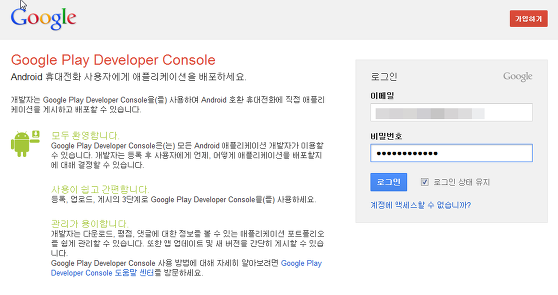 Google
가입하기
Google Play Developer Console
Android 휴대전화 사용자에게 애플리케이션을 배포하세요.
개발자는 Google Play Developer Console을(를) 사용하여 Android 호환 휴대전화에 직접 애플리
케이션을 게시하고 배포할 수 있습니다.
모두 환영합니다.
Google Play Developer Console은(는) 모든 Android 애플리케이션 개발자가 이용할
수 있습니다. 개발자는 등록 후 사용자에게 언제, 어떻게 애플리케이션을 배포할지
에 대해 결정할 수 있습니다.
사용이 쉽고 간편합니다.
등록, 업로드, 게시의 3단계로 Google Play Developer Console을(를) 사용하세요.
관리가 용이합니다.
개발자는 다운로드, 평점, 댓글에 대한 정보를 볼 수 있는 애플리케이션 포트폴리오
를 쉽게 관리할 수 있습니다. 또한 앱 업데이트 및 새 버전을 간단히 게시할 수 있습
니다.
Google Play Developer Console 사용 방법에 대해 자세히 알아보려면 Google Play
Developer Console 도움말 센터를 방문하세요.
로그인 Google
이메일
비밀번호
●●●●●●●●●●●●
로그인 로그인 상태 유지
계정에 액세스할 수 없습니까?